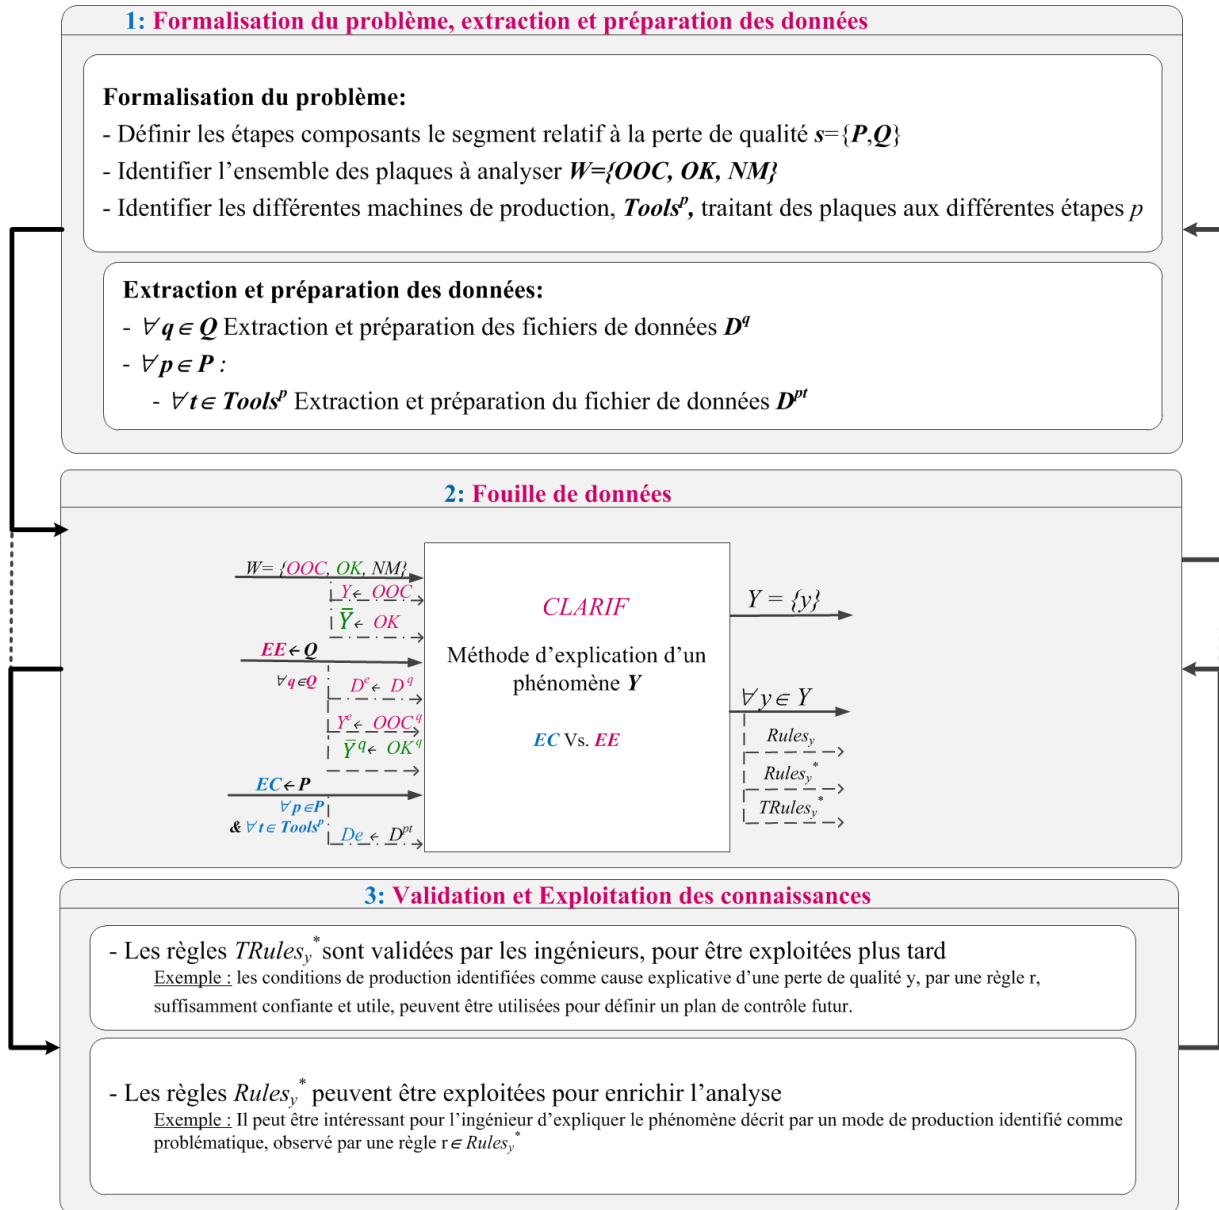 1: Formalisation du problème, extraction et préparation des données
Formalisation du problème:
- Définir les étapes composants le segment relatif à la perte de qualité s={P,Q}
- Identifier l'ensemble des plaques à analyser W={OOC, OK, NM}
- Identifier les différentes machines de production, Tools^p, traitant des plaques aux différentes étapes p
Extraction et préparation des données:
- ∀ q ∈ Q Extraction et préparation des fichiers de données D^q
- ∀ p ∈ P :
- ∀ t ∈ Tools^p Extraction et préparation du fichier de données D^pt
2: Fouille de données
W= {OOC, OK, NM}
Y ← OOC
Ȳ ← OK
EE ← Q
∀ q ∈ Q
D^e ← D^q
Y^e ← OOC^q
Ȳ^q ← OK^q
EC ← P
∀ p ∈ P
& ∀ t ∈ Tools^p
De ← D^pt
CLARIF
Méthode d'explication d'un
phénomène Y
EC Vs. EE
Y = {y}
∀ y ∈ Y
Rules_y
Rules_y^*
TRules_y^*
3: Validation et Exploitation des connaissances
- Les règles TRules_y^* sont validées par les ingénieurs, pour être exploitées plus tard
Exemple : les conditions de production identifiées comme cause explicative d'une perte de qualité y, par une règle r,
suffisamment confiante et utile, peuvent être utilisées pour définir un plan de contrôle futur.
- Les règles Rules_y^* peuvent être exploitées pour enrichir l'analyse
Exemple : Il peut être intéressant pour l'ingénieur d'expliquer le phénomène décrit par un mode de production identifié comme
problématique, observé par une règle r ∈ Rules_y^*